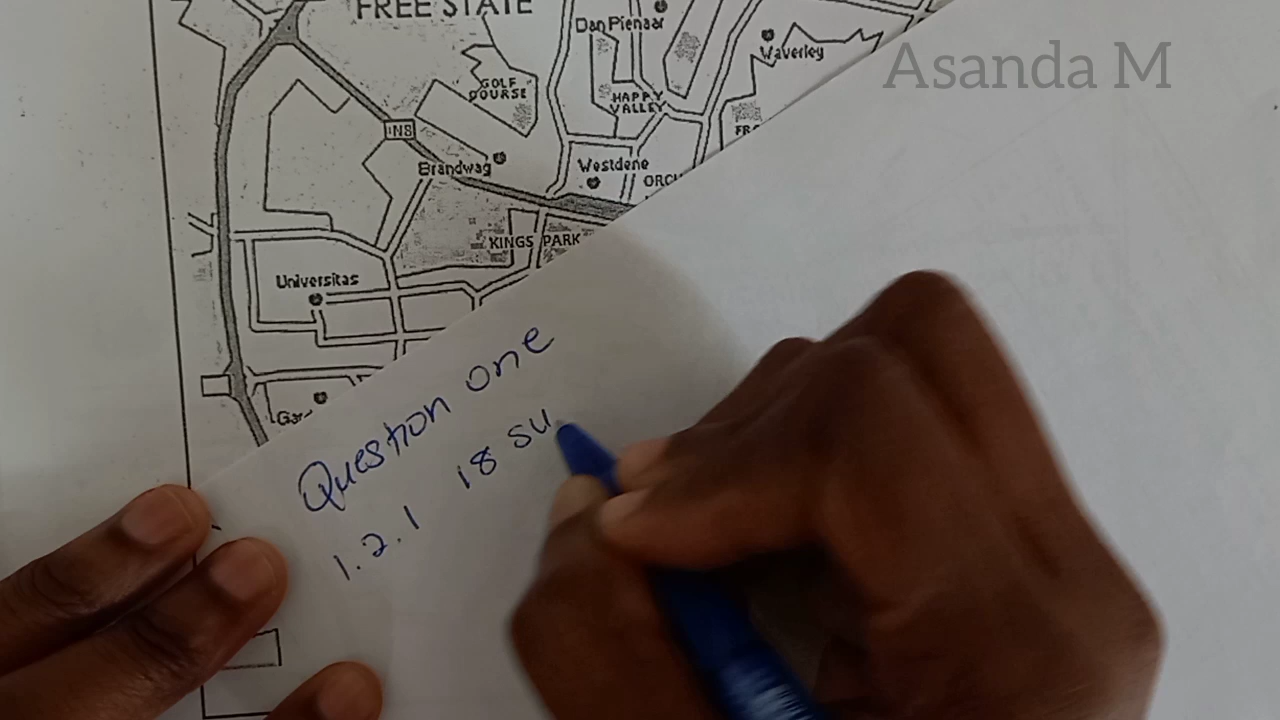 FREE STATE
Dan Pienaar
Asanda M
Waverley
GOLF
COURSE
HAPPY
VALLEY
N8
Brandwag
Westdene
KINGS PARK
Universitas
Question one
1.2.1 18 su